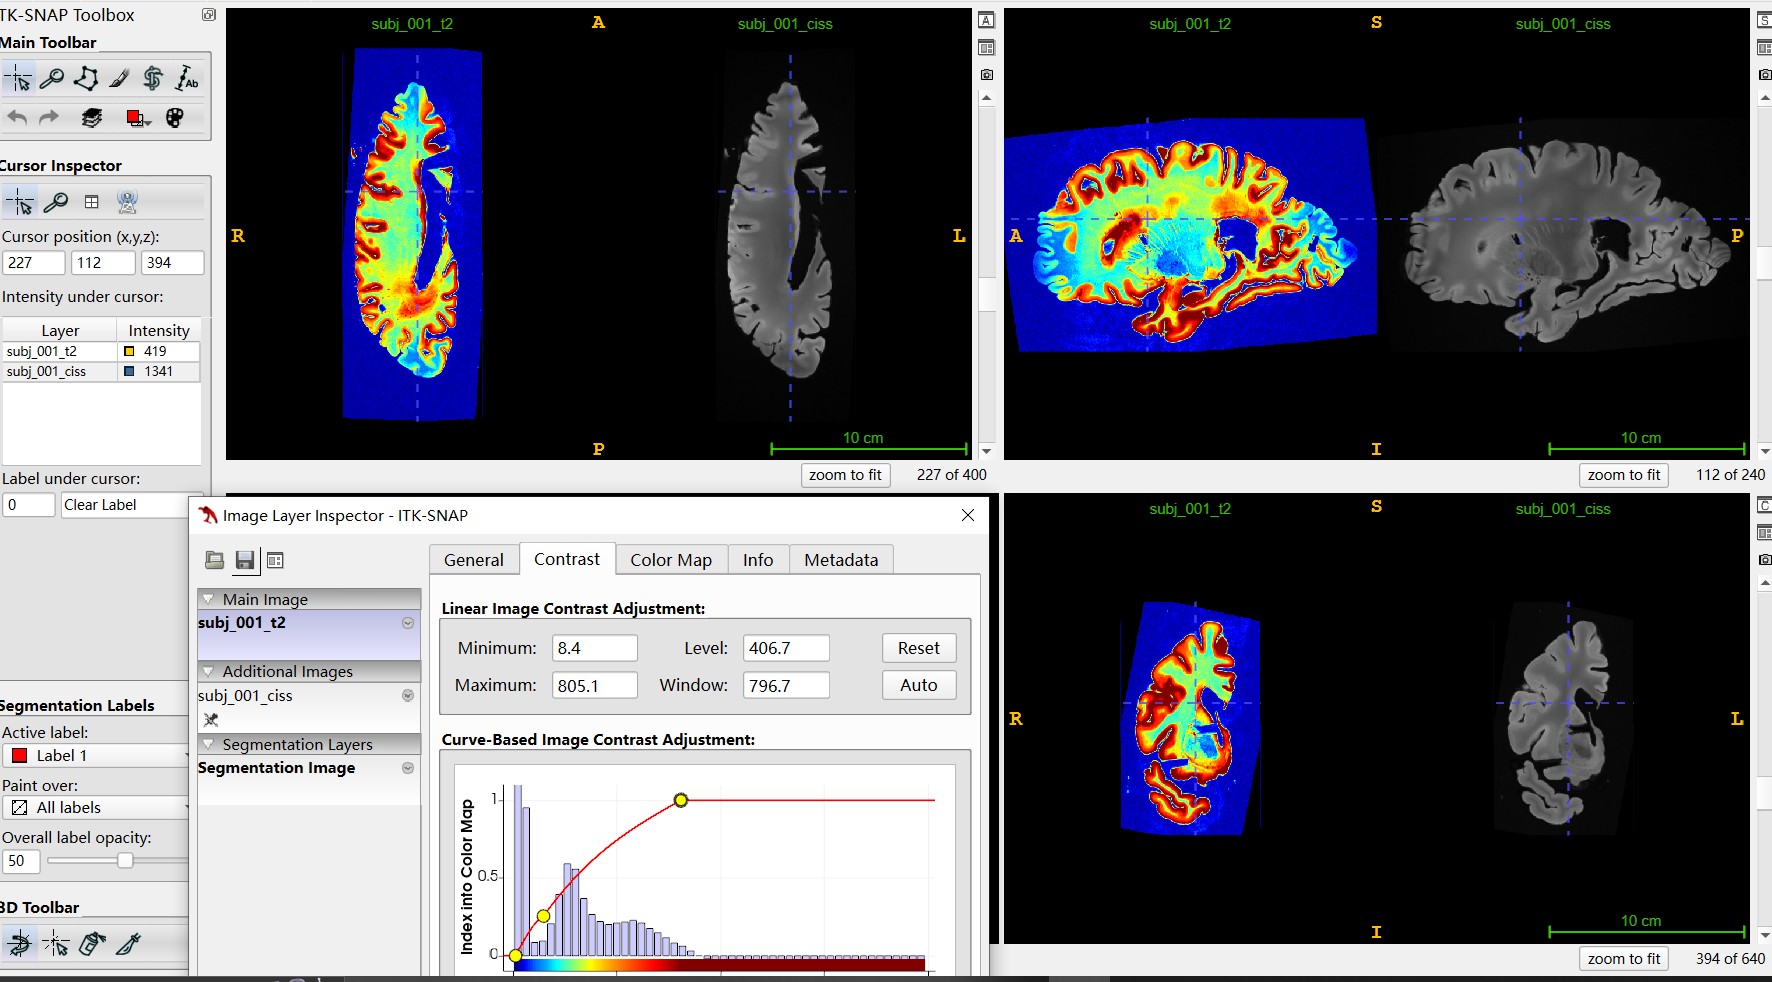 TK-SNAP Toolbox
Main Toolbar
Ab
Cursor Inspector
Cursor position (x,y,z):
227 112 394
Intensity under cursor:
Layer Intensity
subj_001_t2 419
subj_001_ciss 1341
Label under cursor:
0 Clear Label
Segmentation Labels
Active label:
Label 1
Paint over:
All labels
Overall label opacity:
50
3D Toolbar
subj_001_t2 A subj_001_ciss
R L
10 cm
P
zoom to fit 227 of 400
A
subj_001_t2 S subj_001_ciss
A P
10 cm
I
zoom to fit 112 of 240
S
Image Layer Inspector - ITK-SNAP
Main Image
subj_001_t2
Additional Images
subj_001_ciss
Segmentation Layers
Segmentation Image
General Contrast Color Map Info Metadata
Linear Image Contrast Adjustment:
Minimum: 8.4 Level: 406.7 Reset
Maximum: 805.1 Window: 796.7 Auto
Curve-Based Image Contrast Adjustment:
Index into Color Map
1
0.5
0
subj_001_t2 S subj_001_ciss
R L
10 cm
I
zoom to fit 394 of 640
C